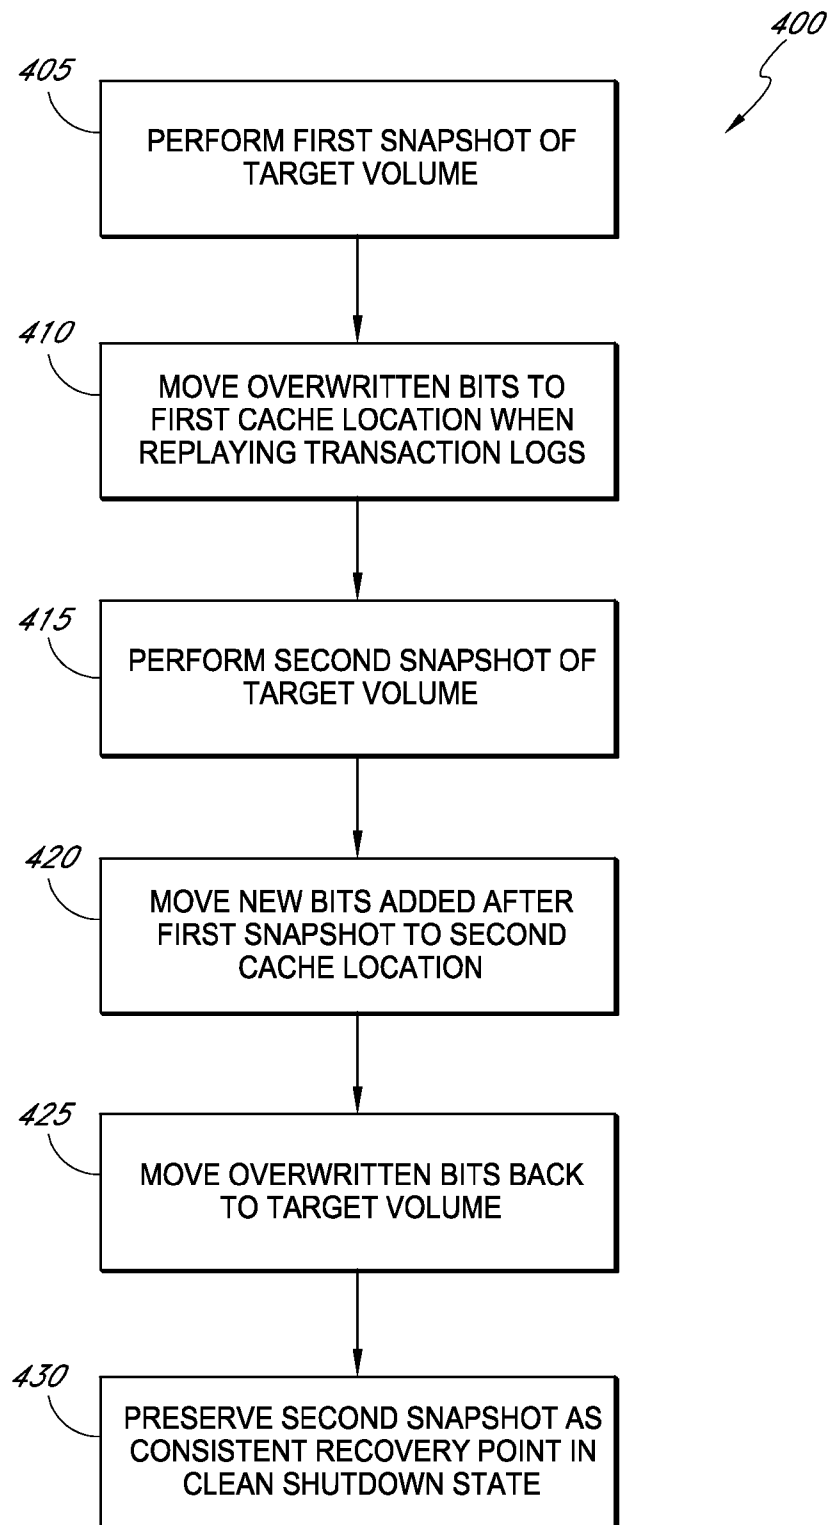 400
405
PERFORM FIRST SNAPSHOT OF
TARGET VOLUME
410
MOVE OVERWRITTEN BITS TO
FIRST CACHE LOCATION WHEN
REPLAYING TRANSACTION LOGS
415
PERFORM SECOND SNAPSHOT OF
TARGET VOLUME
420
MOVE NEW BITS ADDED AFTER
FIRST SNAPSHOT TO SECOND
CACHE LOCATION
425
MOVE OVERWRITTEN BITS BACK
TO TARGET VOLUME
430
PRESERVE SECOND SNAPSHOT AS
CONSISTENT RECOVERY POINT IN
CLEAN SHUTDOWN STATE